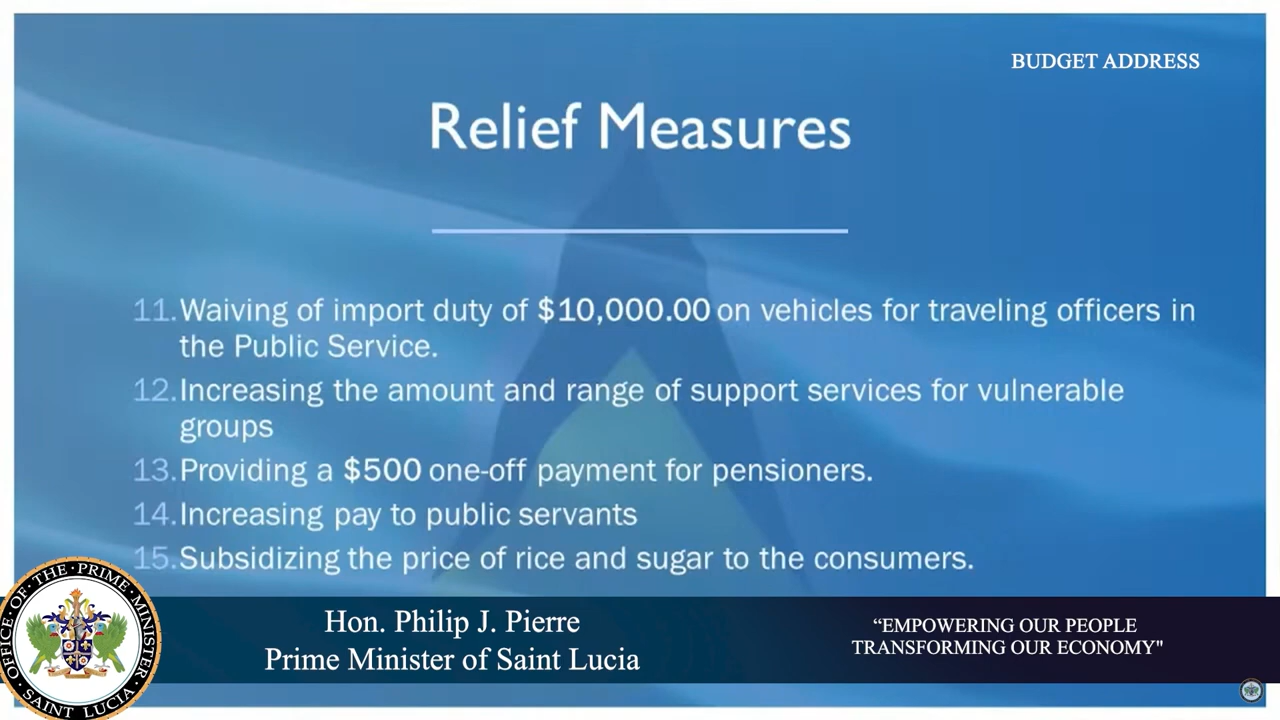 BUDGET ADDRESS
Relief Measures
11. Waiving of import duty of $10,000.00 on vehicles for traveling officers in
the Public Service.
12. Increasing the amount and range of support services for vulnerable
groups
13. Providing a $500 one-off payment for pensioners.
14. Increasing pay to public servants
15. Subsidizing the price of rice and sugar to the consumers.
OFFICE·OF·THE·PRIME·MINISTER
SAINT LUCIA
Hon. Philip J. Pierre
Prime Minister of Saint Lucia
“EMPOWERING OUR PEOPLE
TRANSFORMING OUR ECONOMY"